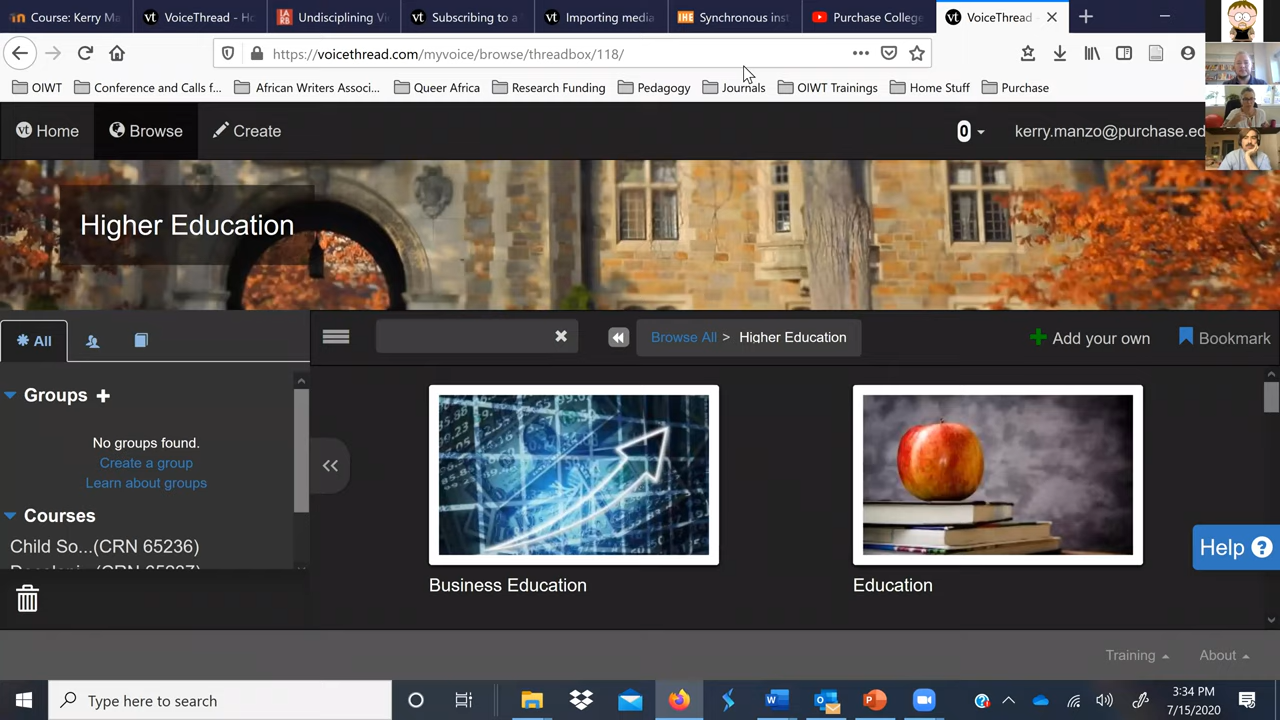 Course: Kerry Ma
VoiceThread - Ho
Undisciplining Vi
Subscribing to a
Importing media
Synchronous inst
Purchase College
VoiceThread -
https://voicethread.com/myvoice/browse/threadbox/118/
OIWT
Conference and Calls f...
African Writers Associ...
Queer Africa
Research Funding
Pedagogy
Journals
OIWT Trainings
Home Stuff
Purchase
Home
Browse
Create
0
kerry.manzo@purchase.ed
Higher Education
All
Browse All > Higher Education
Add your own
Bookmark
Groups +
No groups found.
Create a group
Learn about groups
Courses
Child So...(CRN 65236)
Business Education
Education
Help ?
Training
About
Type here to search
3:34 PM
7/15/2020